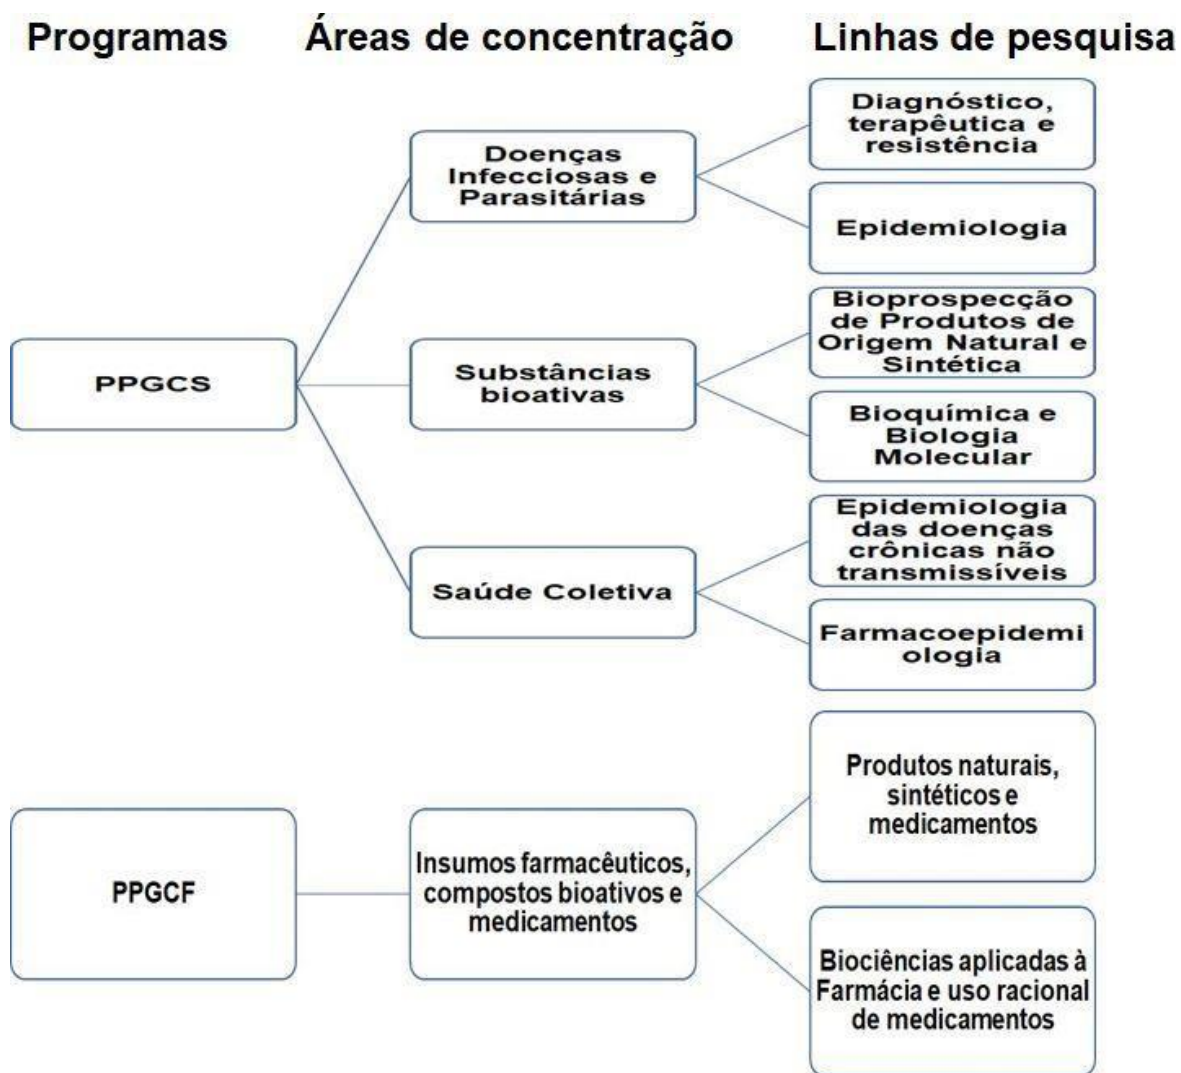 Programas Áreas de concentração Linhas de pesquisa
Diagnóstico,
terapêutica e
resistência
Doenças
Infecciosas e
Parasitárias
Epidemiologia
Bioprospecção
de Produtos de
Origem Natural e
Sintética
PPGCS
Substâncias
bioativas
Bioquímica e
Biologia
Molecular
Epidemiologia
das doenças
crônicas não
transmissíveis
Saúde Coletiva
Farmacoepidemi
ologia
Produtos naturais,
sintéticos e
medicamentos
PPGCF
Insumos farmacêuticos,
compostos bioativos e
medicamentos
Biociências aplicadas à
Farmácia e uso racional
de medicamentos